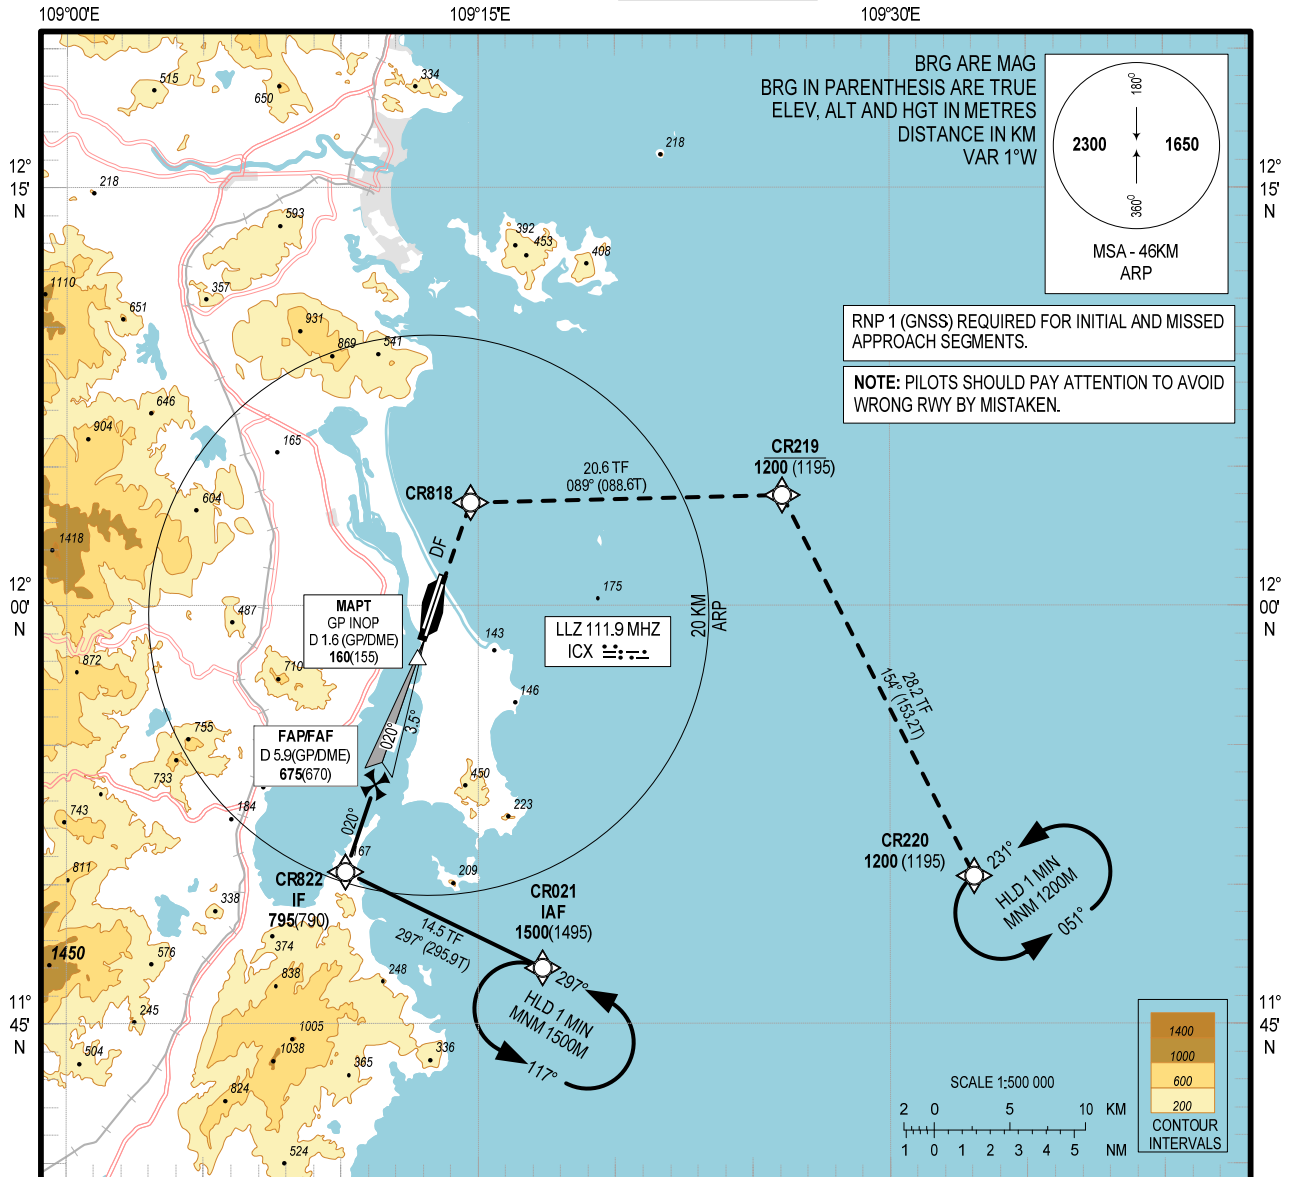 109°00'E
109°15'E
109°30'E
BRG ARE MAG
BRG IN PARENTHESIS ARE TRUE
ELEV, ALT AND HGT IN METRES
DISTANCE IN KM
VAR 1°W
180°
2300
1650
360°
MSA - 46KM
ARP
12°
15'
N
12°
15'
N
RNP 1 (GNSS) REQUIRED FOR INITIAL AND MISSED
APPROACH SEGMENTS.
NOTE: PILOTS SHOULD PAY ATTENTION TO AVOID
WRONG RWY BY MISTAKEN.
515
650
334
218
218
593
392
453
408
1110
357
651
931
869
541
646
904
165
604
1418
CR219
1200 (1195)
20.6 TF
089° (088.6T)
CR818
DF
12°
00'
N
12°
00'
N
487
175
MAPT
GP INOP
D 1.6 (GP/DME)
160(155)
LLZ 111.9 MHZ
ICX
20 KM
ARP
143
872
710
146
28.2 TF
154° (153.2T)
020°
3.5°
FAP/FAF
D 5.9(GP/DME)
675(670)
755
733
450
743
184
223
020°
167
CR220
1200 (1195)
231°
HLD 1 MIN
MNM 1200M
051°
811
209
CR822
IF
795(790)
CR021
IAF
1500(1495)
14.5 TF
297° (295.9T)
338
374
1450
576
838
248
297°
HLD 1 MIN
MNM 1500M
117°
11°
45'
N
11°
45'
N
245
1005
504
1038
365
336
824
524
SCALE 1:500 000
2 0 5 10 KM
1 0 1 2 3 4 5 NM
1400
1000
600
200
CONTOUR
INTERVALS